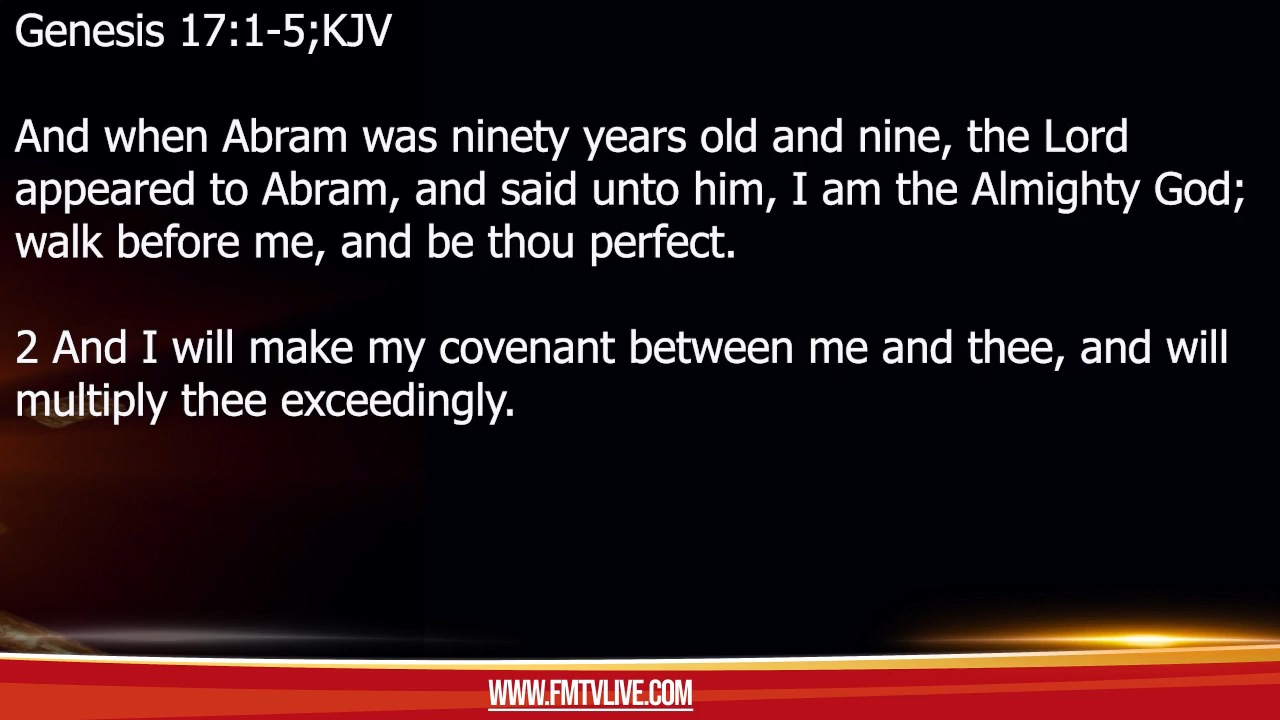 Genesis 17:1-5;KJV
And when Abram was ninety years old and nine, the Lord
appeared to Abram, and said unto him, I am the Almighty God;
walk before me, and be thou perfect.
2 And I will make my covenant between me and thee, and will
multiply thee exceedingly.
WWW.FMTVLIVE.COM